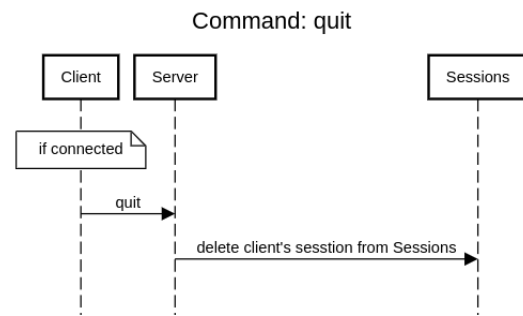 Command: quit
Client
Server
Sessions
if connected
quit
delete client's sesstion from Sessions